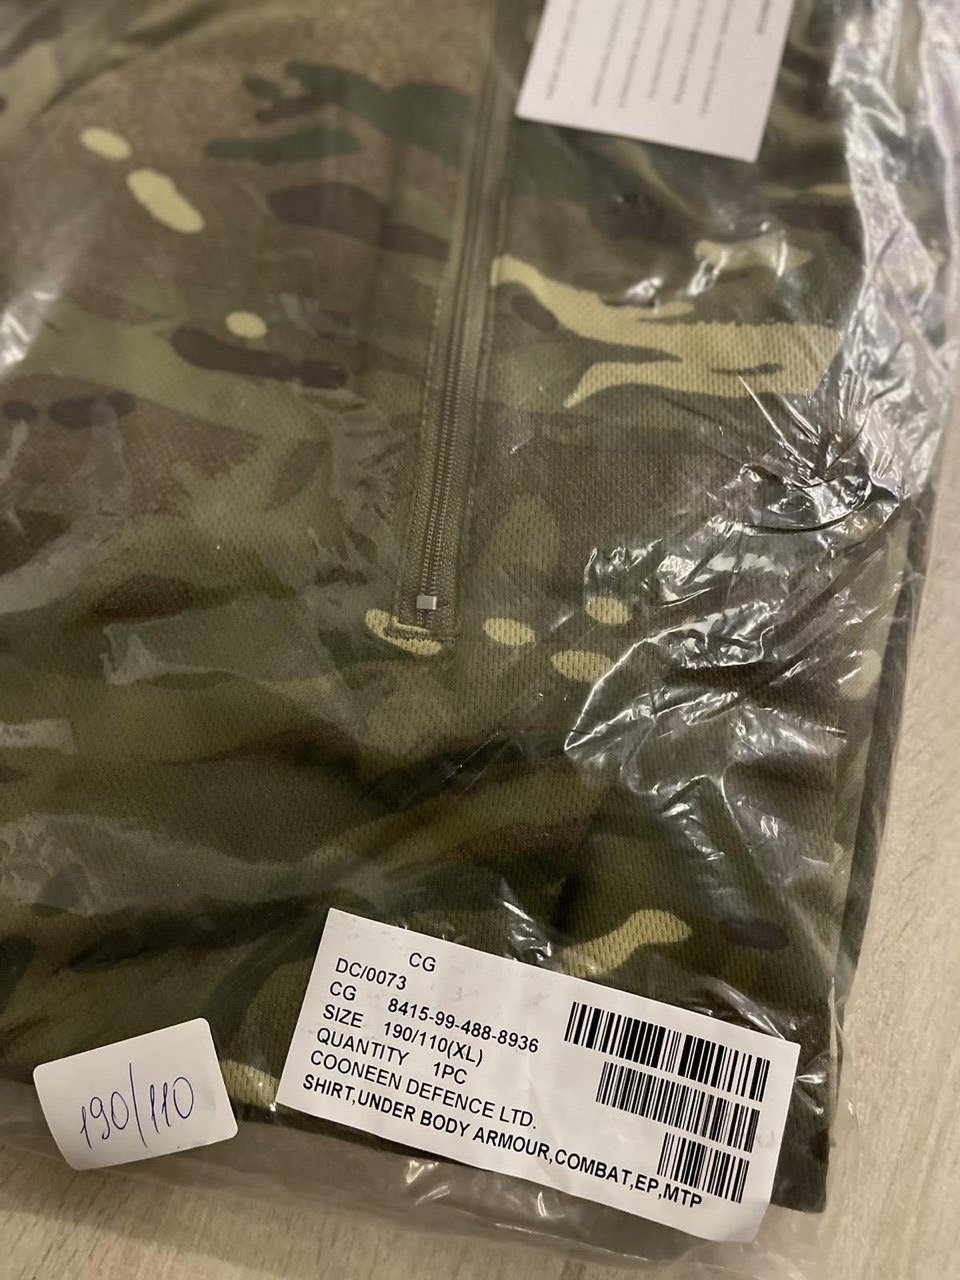 CG
DC/0073
CG 8415-99-488-8936
SIZE 190/110(XL)
QUANTITY 1PC
COONEEN DEFENCE LTD.
SHIRT,UNDER BODY ARMOUR,COMBAT,EP,MTP
190/110